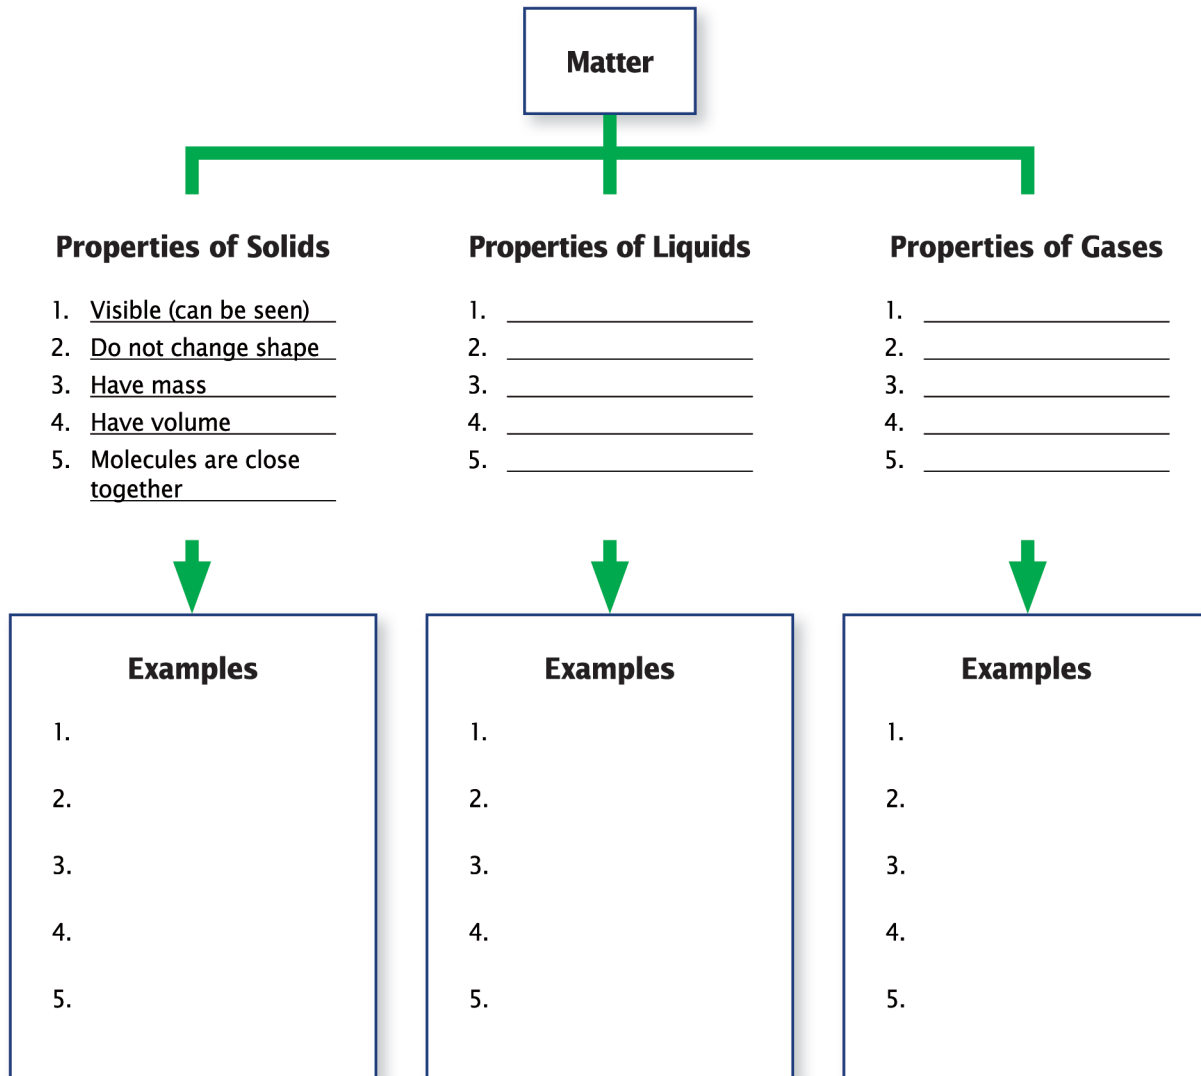 Matter
Properties of Solids
1. Visible (can be seen)
2. Do not change shape
3. Have mass
4. Have volume
5. Molecules are close
together
Properties of Liquids
1.
2.
3.
4.
5.
Properties of Gases
1.
2.
3.
4.
5.
Examples
1.
2.
3.
4.
5.
Examples
1.
2.
3.
4.
5.
Examples
1.
2.
3.
4.
5.